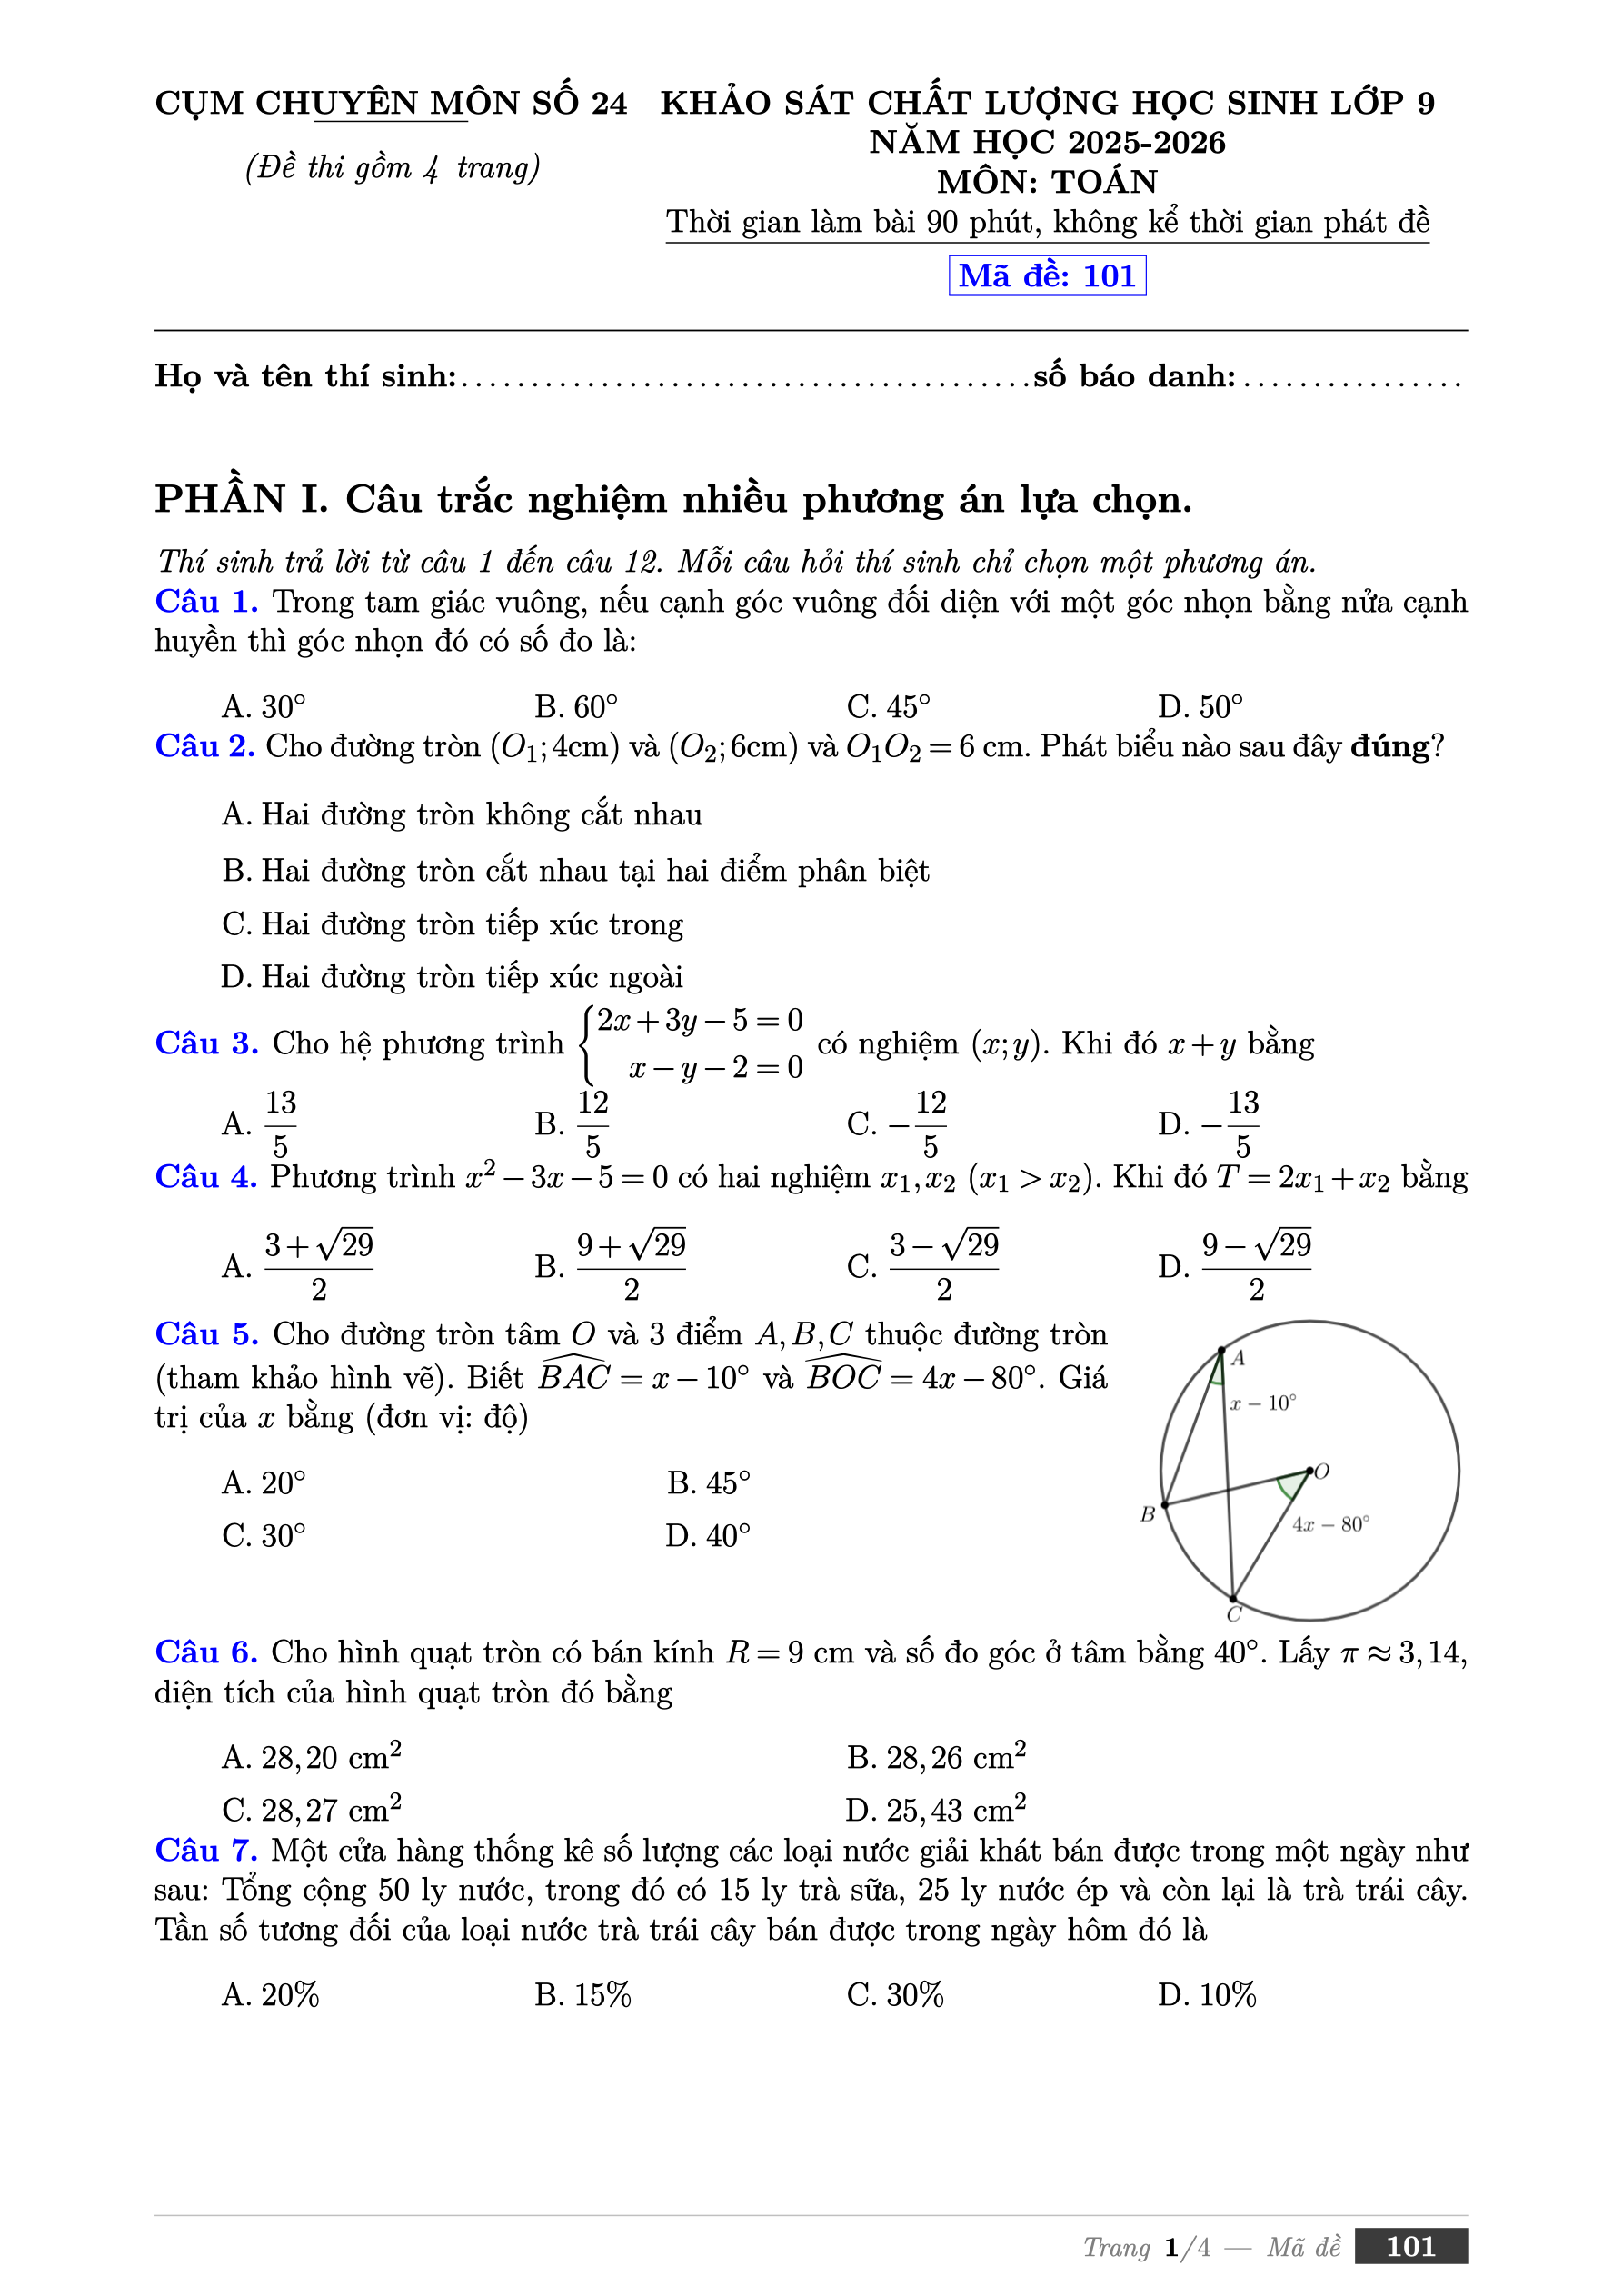 CỤM CHUYÊN MÔN SỐ 24 KHẢO SÁT CHẤT LƯỢNG HỌC SINH LỚP 9
NĂM HỌC 2025-2026
(Đề thi gồm 4 trang)
MÔN: TOÁN
Thời gian làm bài 90 phút, không kể thời gian phát đề
Mã đề: 101
Họ và tên thí sinh:........................................số báo danh:................
PHẦN I. Câu trắc nghiệm nhiều phương án lựa chọn.
Thí sinh trả lời từ câu 1 đến câu 12. Mỗi câu hỏi thí sinh chỉ chọn một phương án.
Câu 1. Trong tam giác vuông, nếu cạnh góc vuông đối diện với một góc nhọn bằng nửa cạnh
huyền thì góc nhọn đó có số đo là:
A. 30° B. 60° C. 45° D. 50°
Câu 2. Cho đường tròn (O₁; 4cm) và (O₂; 6cm) và O₁O₂ = 6 cm. Phát biểu nào sau đây đúng?
A. Hai đường tròn không cắt nhau
B. Hai đường tròn cắt nhau tại hai điểm phân biệt
C. Hai đường tròn tiếp xúc trong
D. Hai đường tròn tiếp xúc ngoài
Câu 3. Cho hệ phương trình { 2x + 3y − 5 = 0 ; x − y − 2 = 0 có nghiệm (x; y). Khi đó x + y bằng
A. 13/5 B. 12/5 C. −12/5 D. −13/5
Câu 4. Phương trình x² − 3x − 5 = 0 có hai nghiệm x₁, x₂ (x₁ > x₂). Khi đó T = 2x₁ + x₂ bằng
A. (3 + √29)/2 B. (9 + √29)/2 C. (3 − √29)/2 D. (9 − √29)/2
Câu 5. Cho đường tròn tâm O và 3 điểm A, B, C thuộc đường tròn
(tham khảo hình vẽ). Biết BAC = x − 10° và BOC = 4x − 80°. Giá
trị của x bằng (đơn vị: độ)
A. 20° B. 45°
C. 30° D. 40°
A
x − 10°
O
B
4x − 80°
C
Câu 6. Cho hình quạt tròn có bán kính R = 9 cm và số đo góc ở tâm bằng 40°. Lấy π ≈ 3,14,
diện tích của hình quạt tròn đó bằng
A. 28,20 cm² B. 28,26 cm²
C. 28,27 cm² D. 25,43 cm²
Câu 7. Một cửa hàng thống kê số lượng các loại nước giải khát bán được trong một ngày như
sau: Tổng cộng 50 ly nước, trong đó có 15 ly trà sữa, 25 ly nước ép và còn lại là trà trái cây.
Tần số tương đối của loại nước trà trái cây bán được trong ngày hôm đó là
A. 20% B. 15% C. 30% D. 10%
Trang 1/4 — Mã đề 101